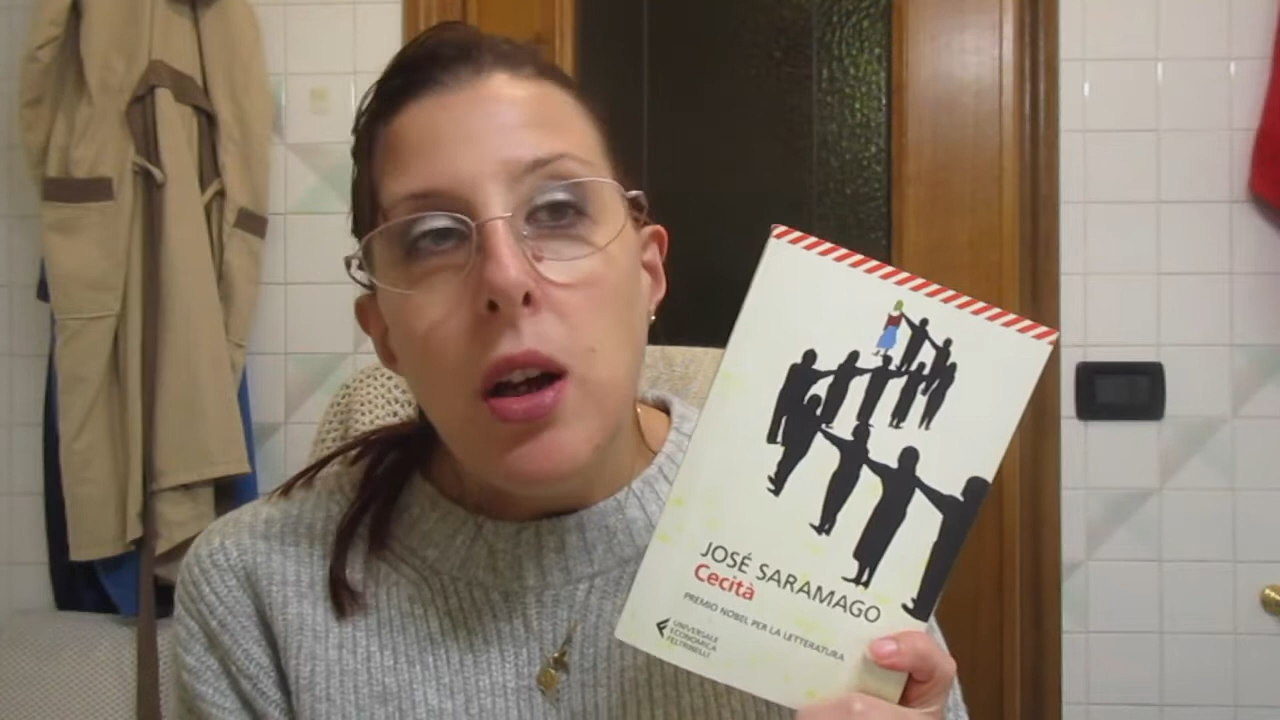 JOSÉ SARAMAGO
Cecità
PREMIO NOBEL PER LA LETTERATURA
UNIVERSALE
ECONOMICA
FELTRINELLI